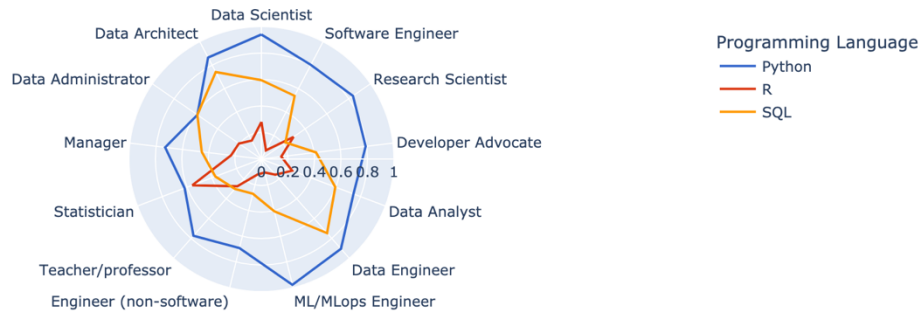 Data Scientist
Data Architect
Software Engineer
Programming Language
Python
R
SQL
Data Administrator
Research Scientist
Manager
Developer Advocate
0 0.2 0.4 0.6 0.8 1
Statistician
Data Analyst
Teacher/professor
Data Engineer
Engineer (non-software)
ML/MLops Engineer